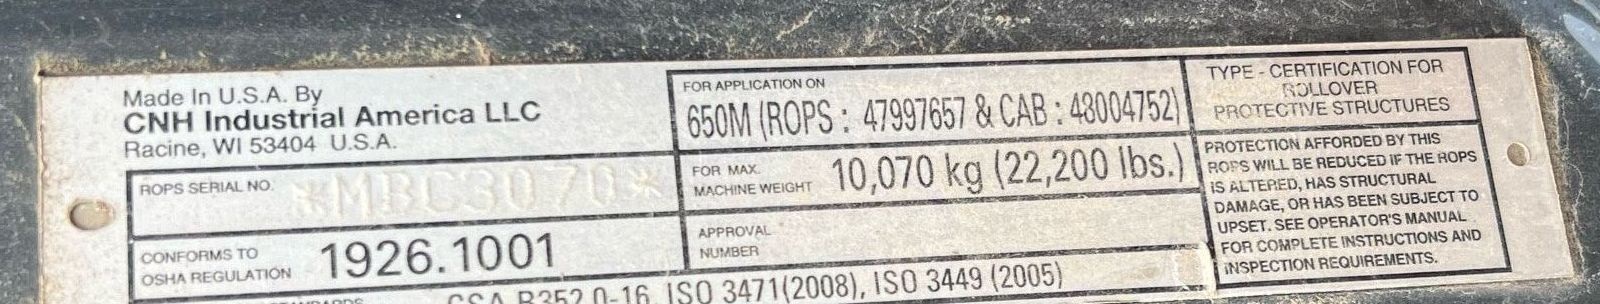 Made In U.S.A. By
CNH Industrial America LLC
Racine, WI 53404 U.S.A.
ROPS SERIAL NO. *MBC3070*
CONFORMS TO
OSHA REGULATION 1926.1001
FOR APPLICATION ON
650M (ROPS : 47997657 & CAB : 48004752)
FOR MAX.
MACHINE WEIGHT 10,070 kg (22,200 lbs.)
APPROVAL
NUMBER
CSA B352.0-16, ISO 3471(2008), ISO 3449 (2005)
TYPE - CERTIFICATION FOR
ROLLOVER
PROTECTIVE STRUCTURES
PROTECTION AFFORDED BY THIS
ROPS WILL BE REDUCED IF THE ROPS
IS ALTERED, HAS STRUCTURAL
DAMAGE, OR HAS BEEN SUBJECT TO
UPSET. SEE OPERATOR'S MANUAL
FOR COMPLETE INSTRUCTIONS AND
INSPECTION REQUIREMENTS.